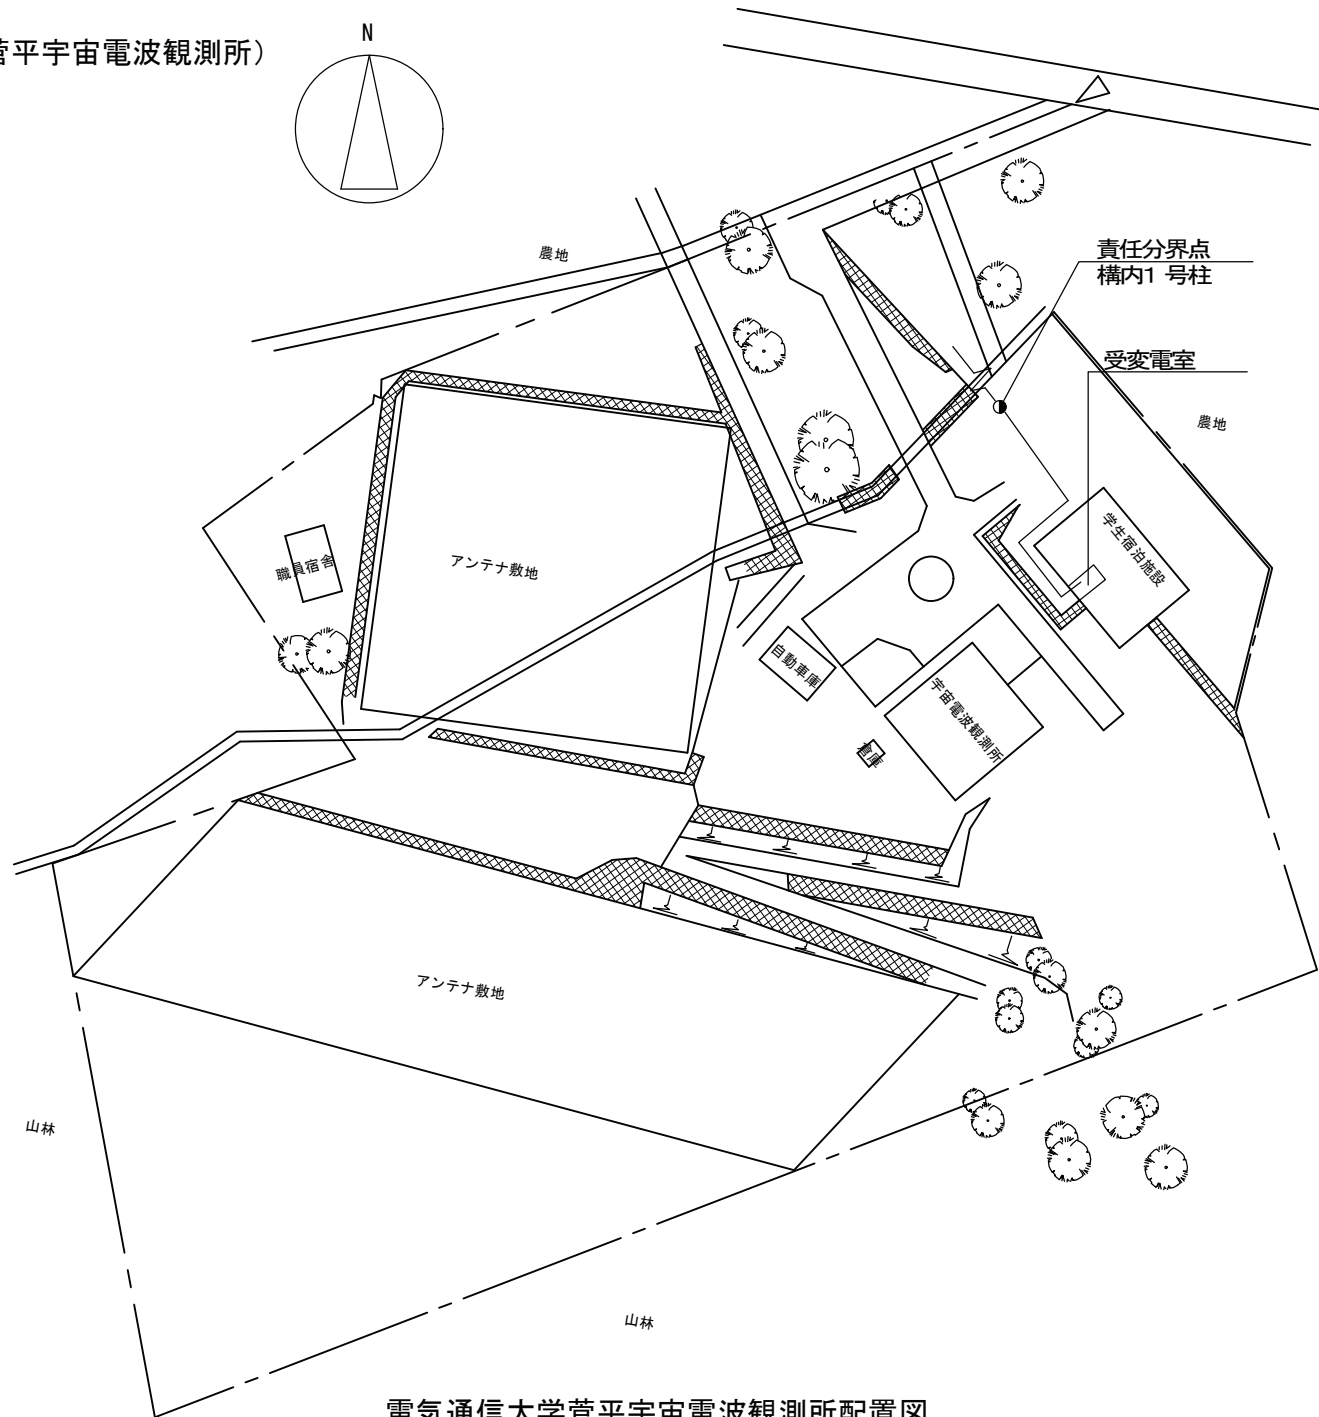 菅平宇宙電波観測所）
N
農地
責任分界点
構内1 号柱
受変電室
農地
学生宿泊施設
アンテナ敷地
職員宿舎
自動車庫
宇宙電波観測所
倉庫
アンテナ敷地
山林
山林
電気通信大学菅平宇宙電波観測所配置図